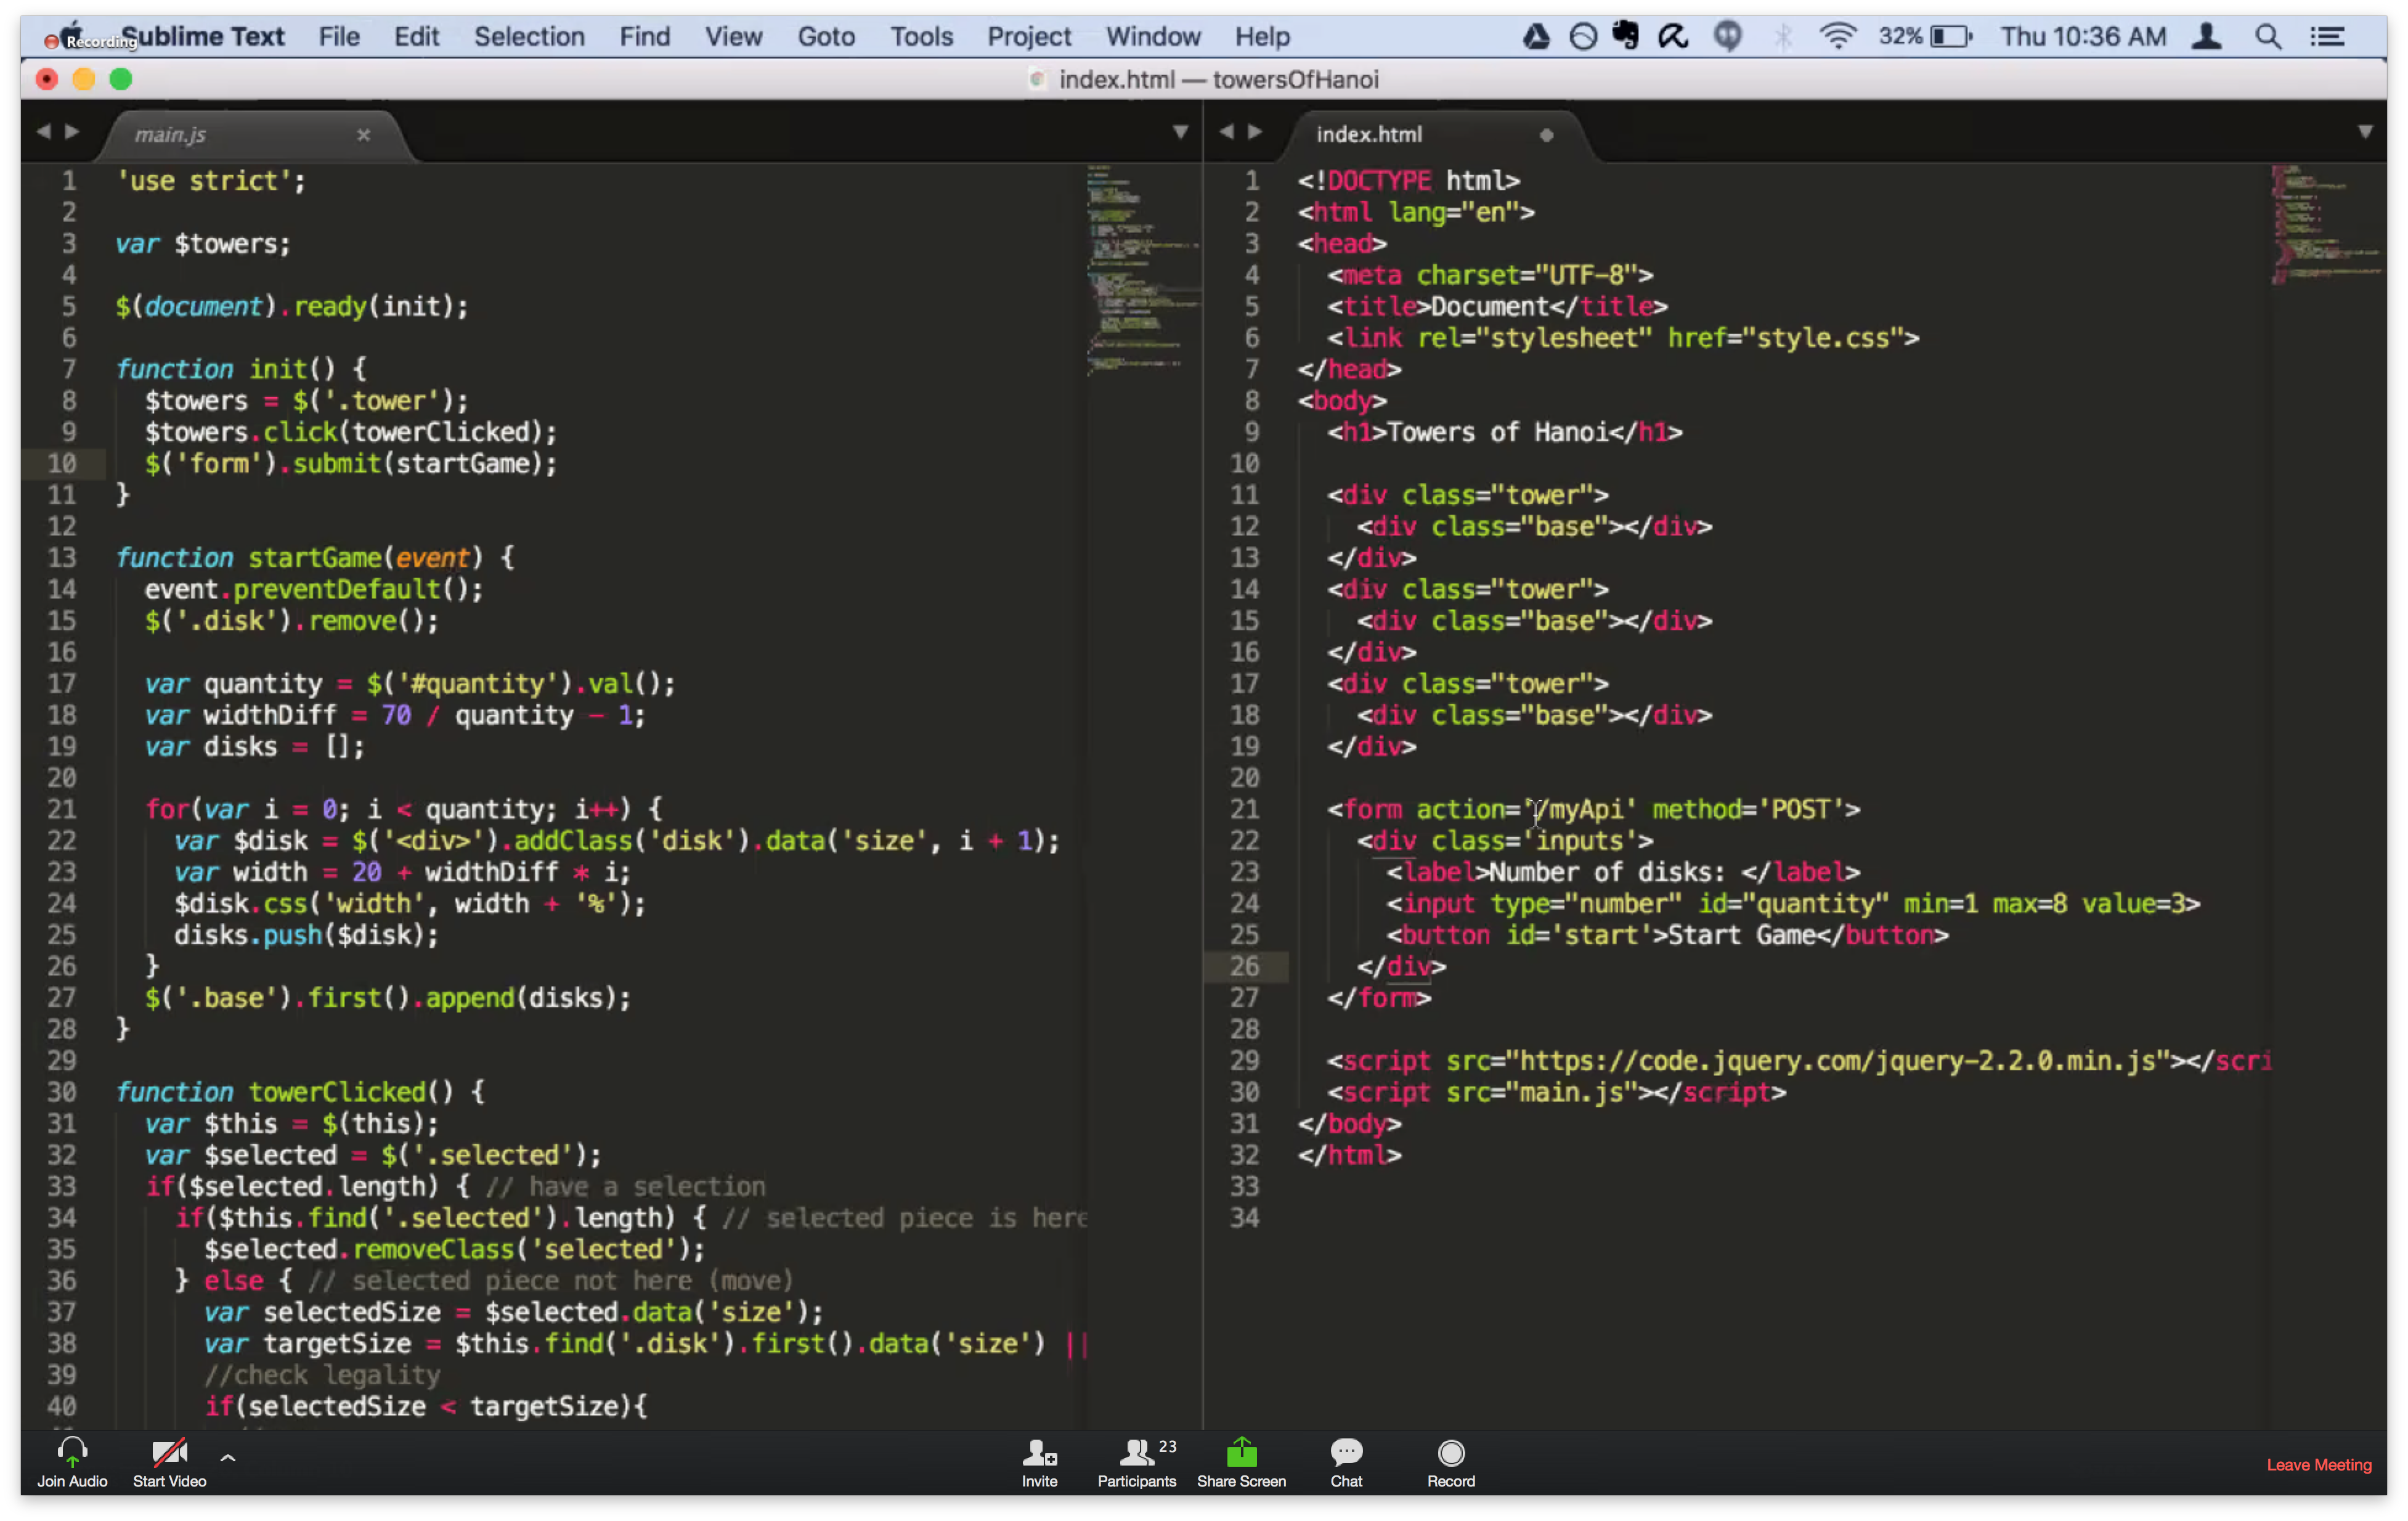 Recording Sublime Text File Edit Selection Find View Goto Tools Project Window Help 32% Thu 10:36 AM
index.html — towersOfHanoi
main.js
1 'use strict';
2
3 var $towers;
4
5 $(document).ready(init);
6
7 function init() {
8 $towers = $('.tower');
9 $towers.click(towerClicked);
10 $('form').submit(startGame);
11 }
12
13 function startGame(event) {
14 event.preventDefault();
15 $('.disk').remove();
16
17 var quantity = $('#quantity').val();
18 var widthDiff = 70 / quantity - 1;
19 var disks = [];
20
21 for(var i = 0; i < quantity; i++) {
22 var $disk = $('<div>').addClass('disk').data('size', i + 1);
23 var width = 20 + widthDiff * i;
24 $disk.css('width', width + '%');
25 disks.push($disk);
26 }
27 $('.base').first().append(disks);
28 }
29
30 function towerClicked() {
31 var $this = $(this);
32 var $selected = $('.selected');
33 if($selected.length) { // have a selection
34 if($this.find('.selected').length) { // selected piece is here
35 $selected.removeClass('selected');
36 } else { // selected piece not here (move)
37 var selectedSize = $selected.data('size');
38 var targetSize = $this.find('.disk').first().data('size') ||
39 //check legality
40 if(selectedSize < targetSize){
index.html
1 <!DOCTYPE html>
2 <html lang="en">
3 <head>
4 <meta charset="UTF-8">
5 <title>Document</title>
6 <link rel="stylesheet" href="style.css">
7 </head>
8 <body>
9 <h1>Towers of Hanoi</h1>
10
11 <div class="tower">
12 <div class="base"></div>
13 </div>
14 <div class="tower">
15 <div class="base"></div>
16 </div>
17 <div class="tower">
18 <div class="base"></div>
19 </div>
20
21 <form action='/myApi' method='POST'>
22 <div class='inputs'>
23 <label>Number of disks: </label>
24 <input type="number" id="quantity" min=1 max=8 value=3>
25 <button id='start'>Start Game</button>
26 </div>
27 </form>
28
29 <script src="https://code.jquery.com/jquery-2.2.0.min.js"></scri
30 <script src="main.js"></script>
31 </body>
32 </html>
33
34
Join Audio Start Video Invite Participants 23 Share Screen Chat Record Leave Meeting